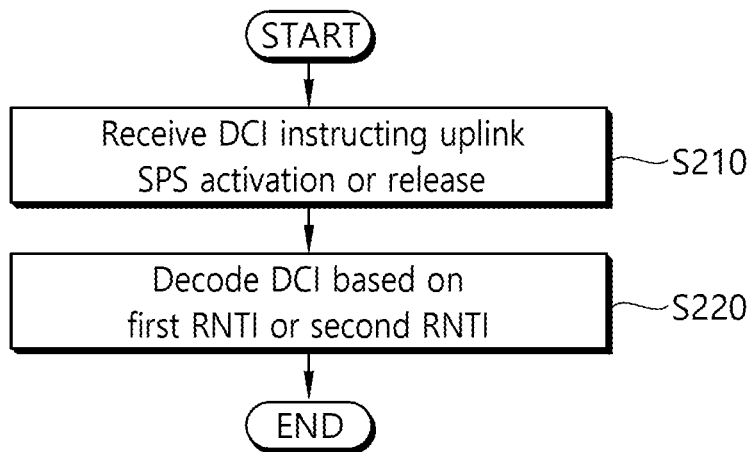 START
Receive DCI instructing uplink
SPS activation or release
S210
Decode DCI based on
first RNTI or second RNTI
S220
END